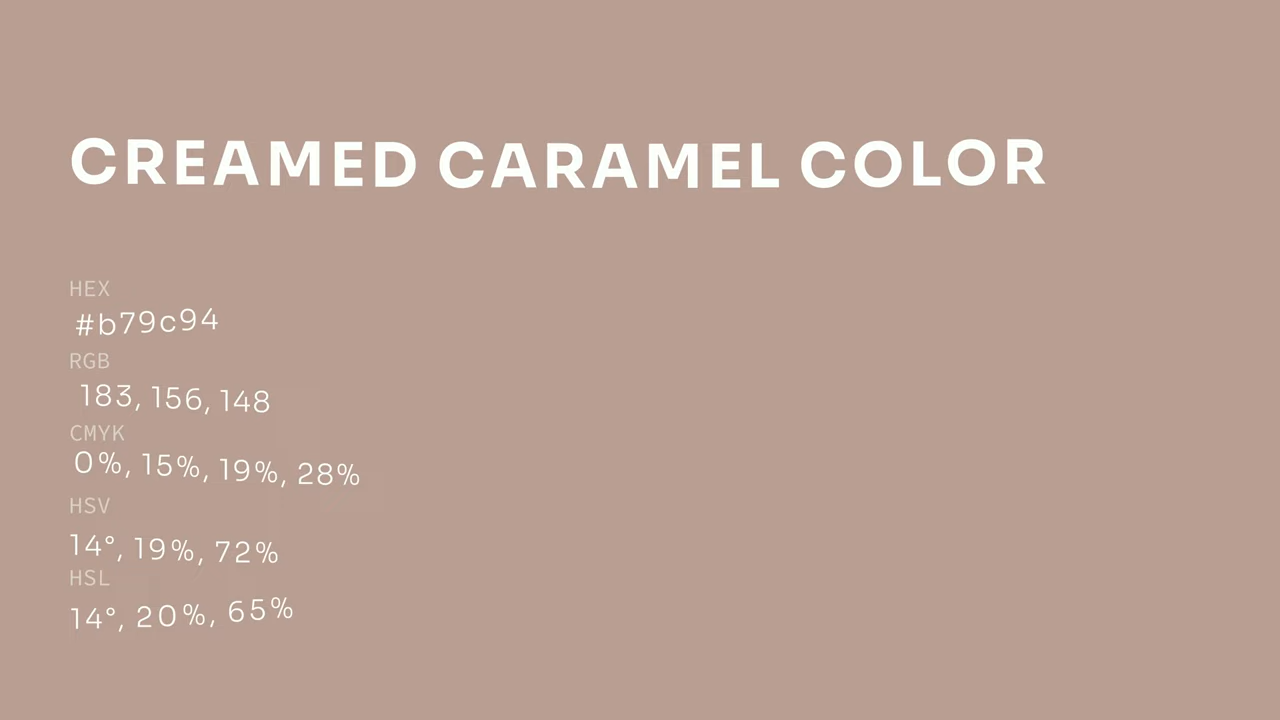 CREAMED CARAMEL COLOR
HEX
#b79c94
RGB
183, 156, 148
CMYK
0%, 15%, 19%, 28%
HSV
14°, 19%, 72%
HSL
14°, 20%, 65%